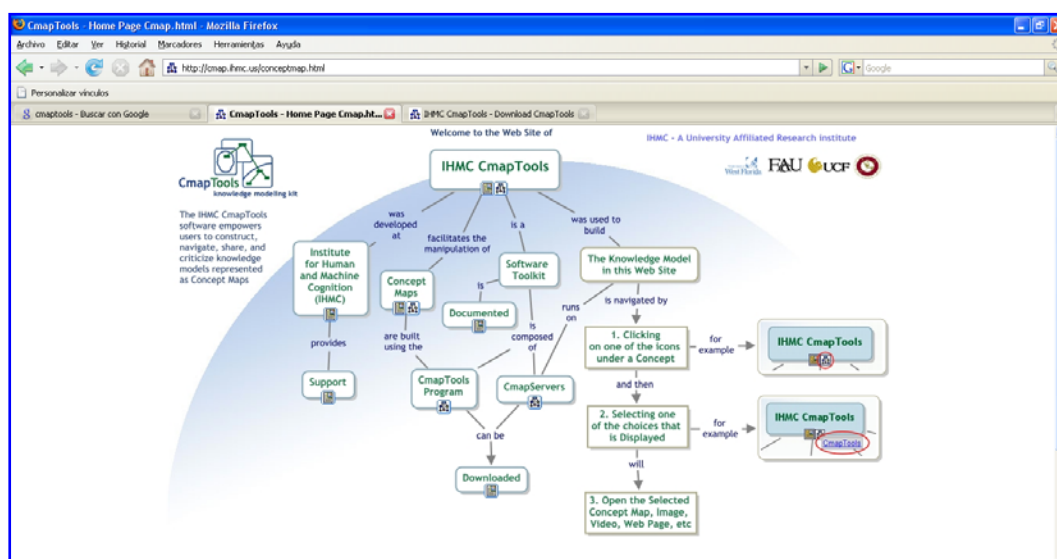 CmapTools - Home Page Cmap.html - Mozilla Firefox
Archivo Editar Ver Historial Marcadores Herramientas Ayuda
http://cmap.ihmc.us/conceptmap.html
Google
Personalizar vínculos
cmaptools - Buscar con Google
CmapTools - Home Page Cmap.ht...
IHMC CmapTools - Download CmapTools
Welcome to the Web Site of
IHMC - A University Affiliated Research Institute
West Florida
FAU
UCF
CmapTools
knowledge modeling kit
The IHMC CmapTools
software empowers
users to construct,
navigate, share, and
criticize knowledge
models represented
as Concept Maps
IHMC CmapTools
was
developed
at
facilitates the
manipulation of
is a
was used to
build
Institute
for Human
and Machine
Cognition
(IHMC)
Concept
Maps
Software
Toolkit
The Knowledge Model
in this Web Site
is
Documented
runs
on
is navigated by
provides
are built
using the
is
composed
of
1. Clicking
on one of the icons
under a Concept
for
example
IHMC CmapTools
Support
CmapTools
Program
CmapServers
and then
2. Selecting one
of the choices that
is Displayed
for
example
IHMC CmapTools
CmapTools
can be
will
Downloaded
3. Open the Selected
Concept Map, Image,
Video, Web Page, etc